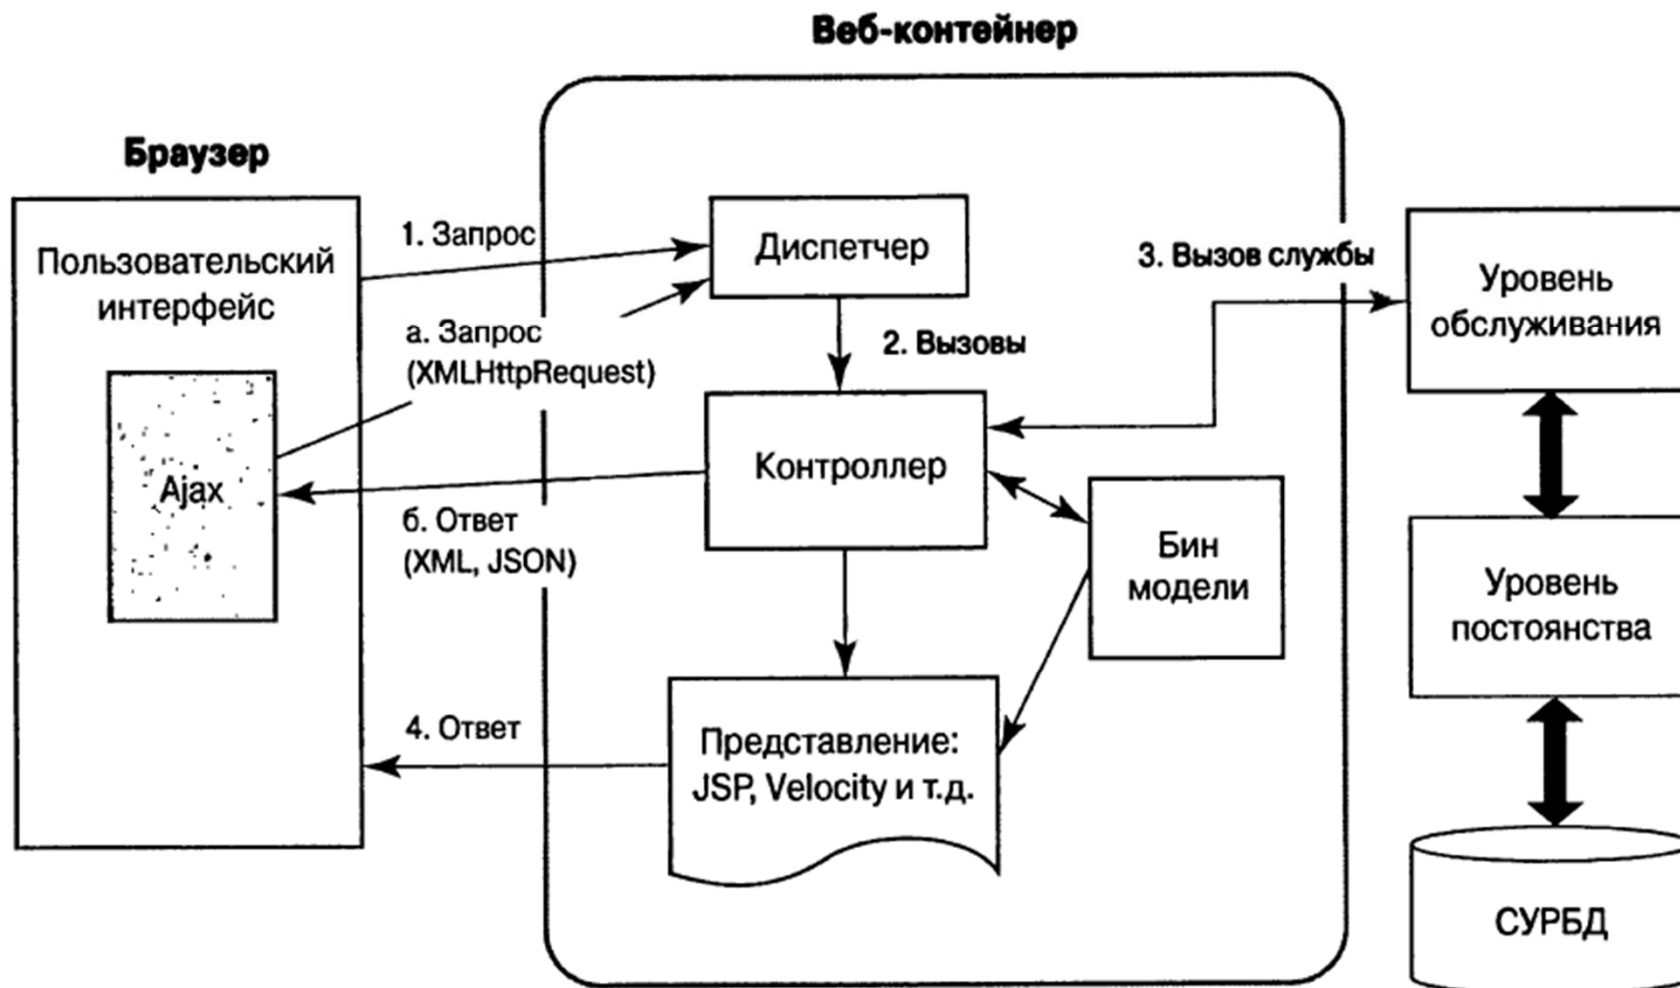 Веб-контейнер
Браузер
Пользовательский
интерфейс
Ajax
1. Запрос
а. Запрос
(XMLHttpRequest)
б. Ответ
(XML, JSON)
4. Ответ
Диспетчер
2. Вызовы
Контроллер
Бин
модели
Представление:
JSP, Velocity и т.д.
3. Вызов службы
Уровень
обслуживания
Уровень
постоянства
СУРБД